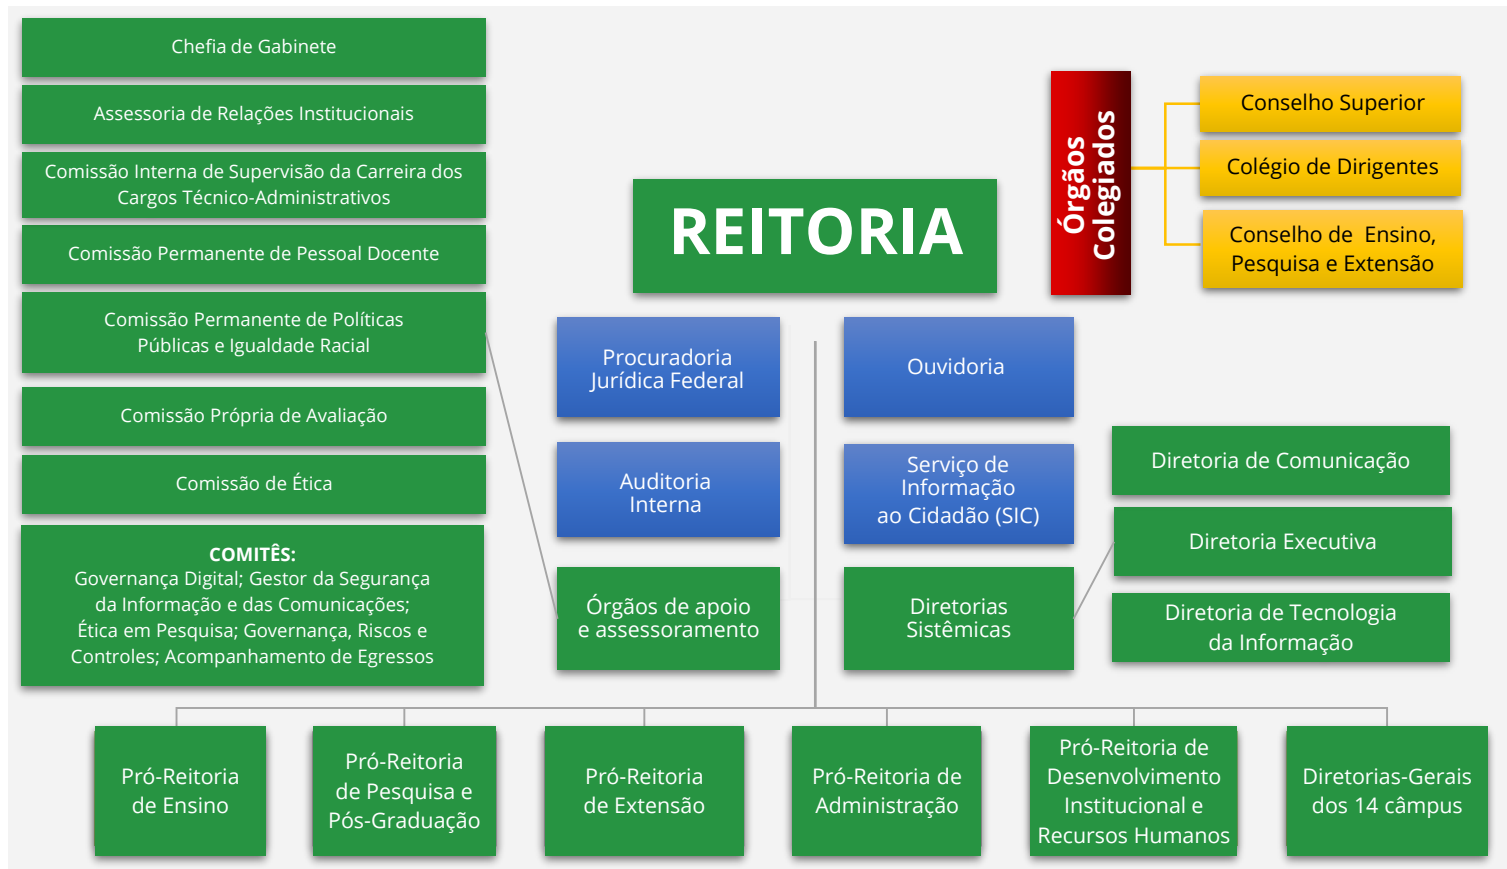 Chefia de Gabinete
Assessoria de Relações Institucionais
Comissão Interna de Supervisão da Carreira dos
Cargos Técnico-Administrativos
Comissão Permanente de Pessoal Docente
Comissão Permanente de Políticas
Públicas e Igualdade Racial
Comissão Própria de Avaliação
Comissão de Ética
COMITÊS:
Governança Digital; Gestor da Segurança
da Informação e das Comunicações;
Ética em Pesquisa; Governança, Riscos e
Controles; Acompanhamento de Egressos
REITORIA
Órgãos
Colegiados
Conselho Superior
Colégio de Dirigentes
Conselho de  Ensino,
Pesquisa e Extensão
Procuradoria
Jurídica Federal
Ouvidoria
Auditoria
Interna
Serviço de
Informação
ao Cidadão (SIC)
Órgãos de apoio
e assessoramento
Diretorias
Sistêmicas
Diretoria de Comunicação
Diretoria Executiva
Diretoria de Tecnologia
da Informação
Pró-Reitoria
de Ensino
Pró-Reitoria
de Pesquisa e
Pós-Graduação
Pró-Reitoria
de Extensão
Pró-Reitoria de
Administração
Pró-Reitoria de
Desenvolvimento
Institucional e
Recursos Humanos
Diretorias-Gerais
dos 14 câmpus